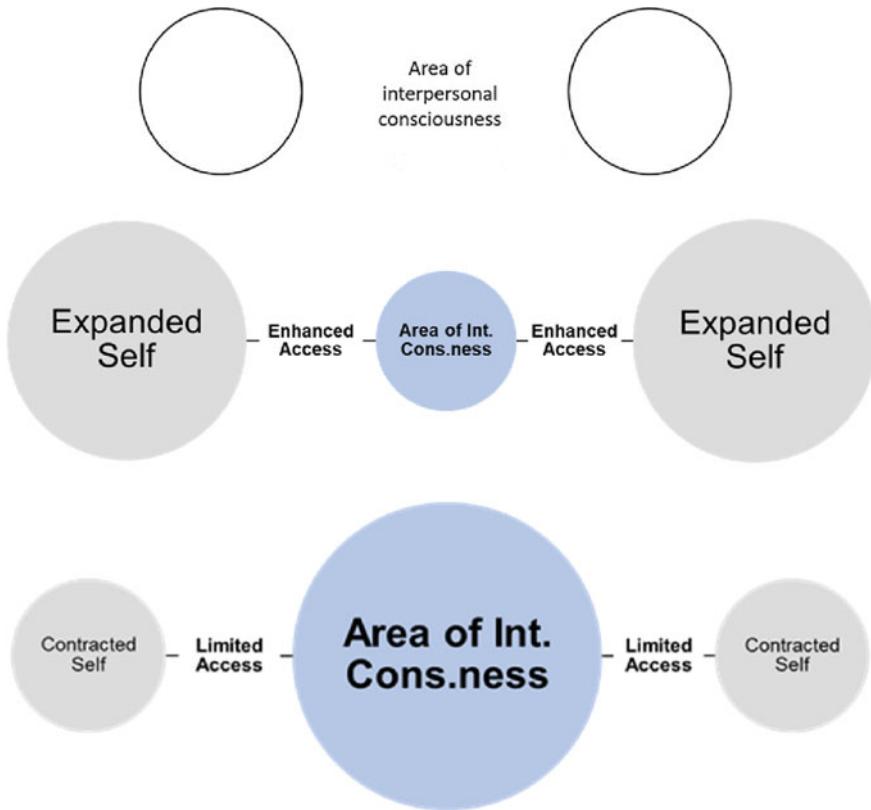 Area of
interpersonal
consciousness
Expanded
Self
Enhanced
Access
Area of Int.
Cons.ness
Enhanced
Access
Expanded
Self
Contracted
Self
Limited
Access
Area of Int.
Cons.ness
Limited
Access
Contracted
Self